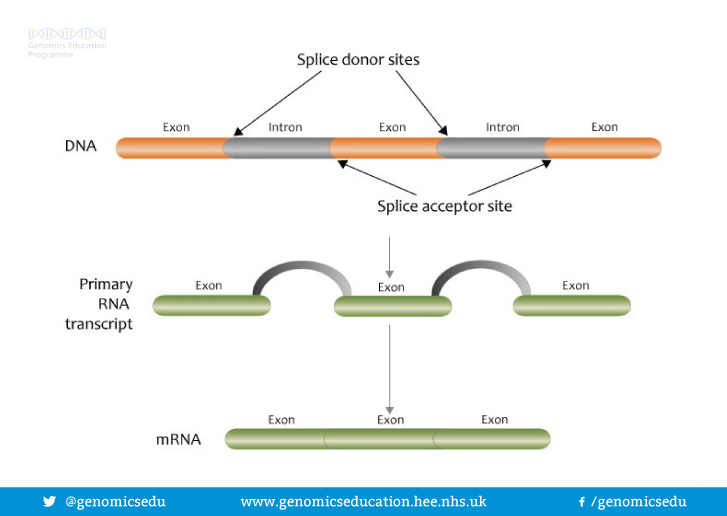 Genomics Education
Programme
Splice donor sites
Exon
Intron
Exon
Intron
Exon
DNA
Splice acceptor site
Primary
RNA
transcript
Exon
Exon
Exon
mRNA
Exon
Exon
Exon
@genomicsedu
www.genomicseducation.hee.nhs.uk
/genomicsedu